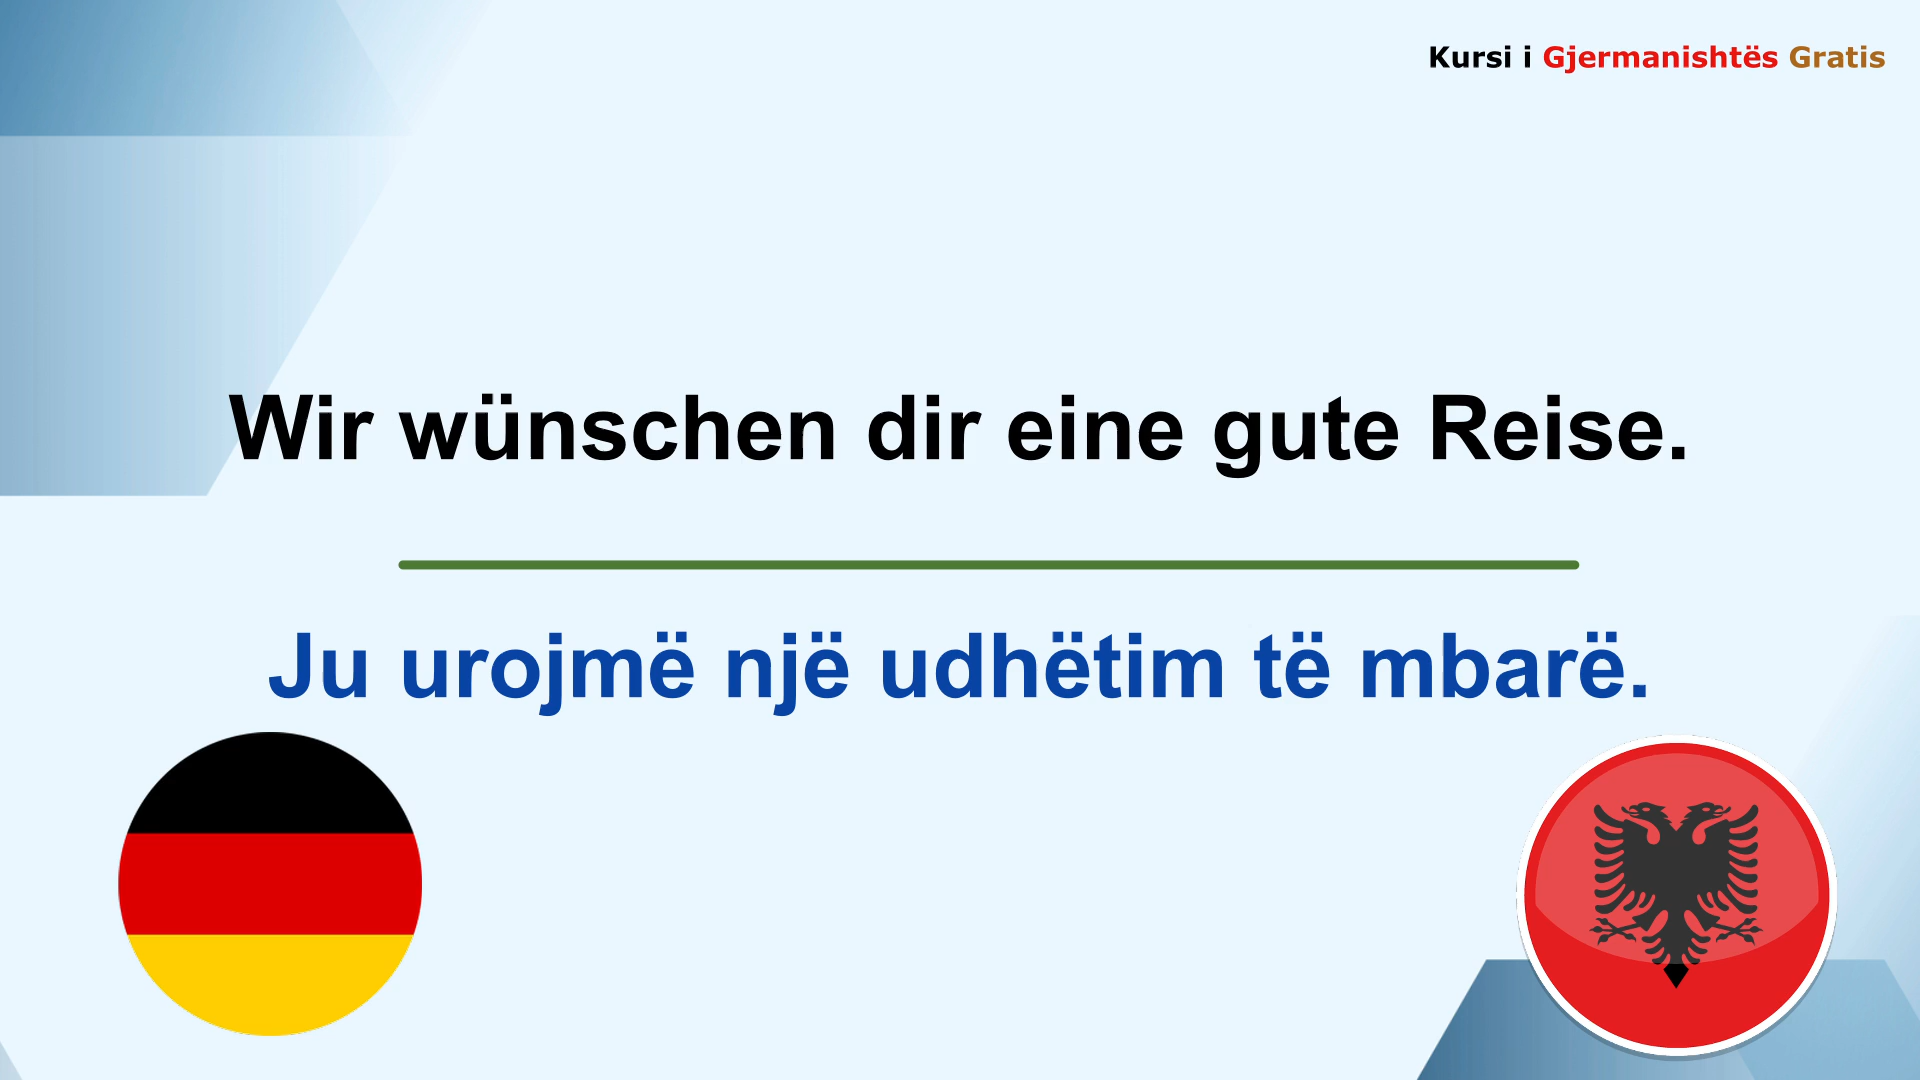 Kursi i Gjermanishtës Gratis
Wir wünschen dir eine gute Reise.
Ju urojmë një udhëtim të mbarë.